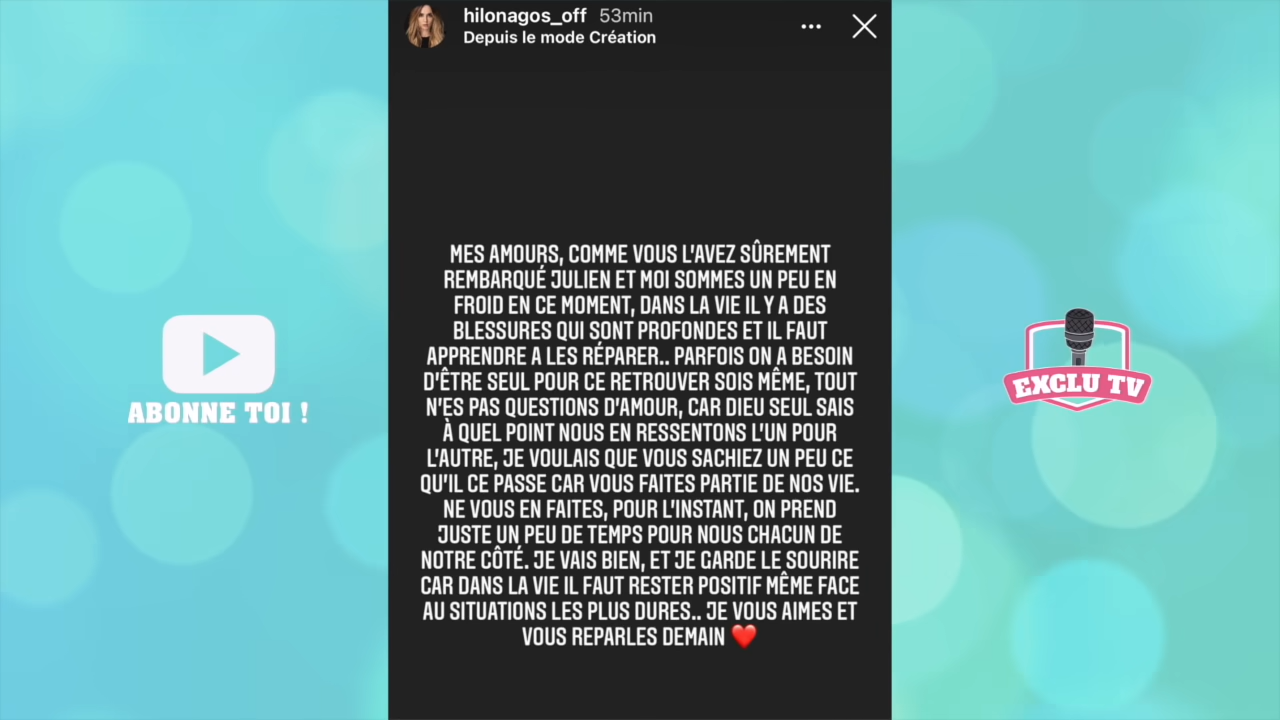 hilonagos_off 53min
Depuis le mode Création
MES AMOURS, COMME VOUS L'AVEZ SÛREMENT
REMBARQUÉ JULIEN ET MOI SOMMES UN PEU EN
FROID EN CE MOMENT, DANS LA VIE IL Y A DES
BLESSURES QUI SONT PROFONDES ET IL FAUT
APPRENDRE A LES RÉPARER.. PARFOIS ON A BESOIN
D'ÊTRE SEUL POUR CE RETROUVER SOIS MÊME, TOUT
N'ES PAS QUESTIONS D'AMOUR, CAR DIEU SEUL SAIS
À QUEL POINT NOUS EN RESSENTONS L'UN POUR
L'AUTRE, JE VOULAIS QUE VOUS SACHIEZ UN PEU CE
QU'IL CE PASSE CAR VOUS FAITES PARTIE DE NOS VIE.
NE VOUS EN FAITES, POUR L'INSTANT, ON PREND
JUSTE UN PEU DE TEMPS POUR NOUS CHACUN DE
NOTRE CÔTÉ. JE VAIS BIEN, ET JE GARDE LE SOURIRE
CAR DANS LA VIE IL FAUT RESTER POSITIF MÊME FACE
AU SITUATIONS LES PLUS DURES.. JE VOUS AIMES ET
VOUS REPARLES DEMAIN ❤️
ABONNE TOI !
EXCLU TV